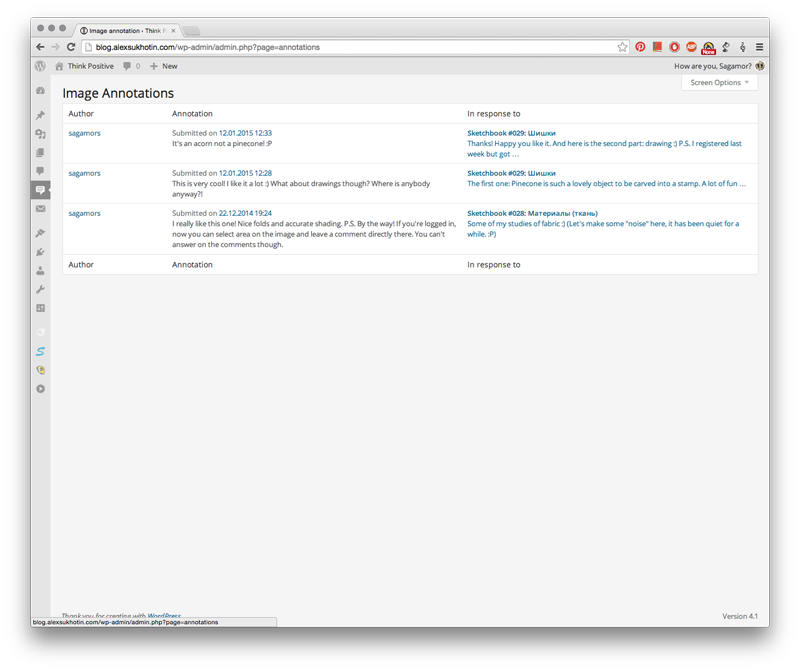 Image annotation ‹ Think P
blog.alexsukhotin.com/wp-admin/admin.php?page=annotations
ABP
None
Think Positive 0 New
How are you, Sagamor?
Screen Options
Image Annotations
Author Annotation In response to
sagamors
Submitted on 12.01.2015 12:33
It's an acorn not a pinecone! :P
Sketchbook #029: Шишки
Thanks! Happy you like it. And here is the second part: drawing :) P.S. I registered last
week but got …
sagamors
Submitted on 12.01.2015 12:28
This is very cool! I like it a lot :) What about drawings though? Where is anybody
anyway?!
Sketchbook #029: Шишки
The first one: Pinecone is such a lovely object to be carved into a stamp. A lot of fun …
sagamors
Submitted on 22.12.2014 19:24
I really like this one! Nice folds and accurate shading. P.S. By the way! If you're logged in,
now you can select area on the image and leave a comment directly there. You can't
answer on the comments though.
Sketchbook #028: Материалы (ткань)
Some of my studies of fabric :) (Let's make some "noise" here, it has been quiet for a
while. :P)
Author Annotation In response to
Thank you for creating with WordPress
Version 4.1
blog.alexsukhotin.com/wp-admin/admin.php?page=annotations